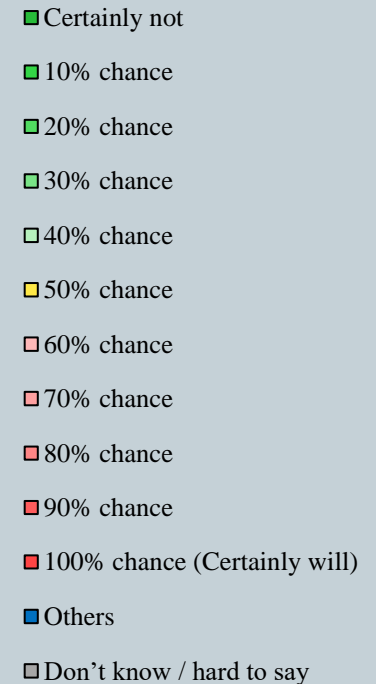 Certainly not
10% chance
20% chance
30% chance
40% chance
50% chance
60% chance
70% chance
80% chance
90% chance
100% chance (Certainly will)
Others
Don’t know / hard to say